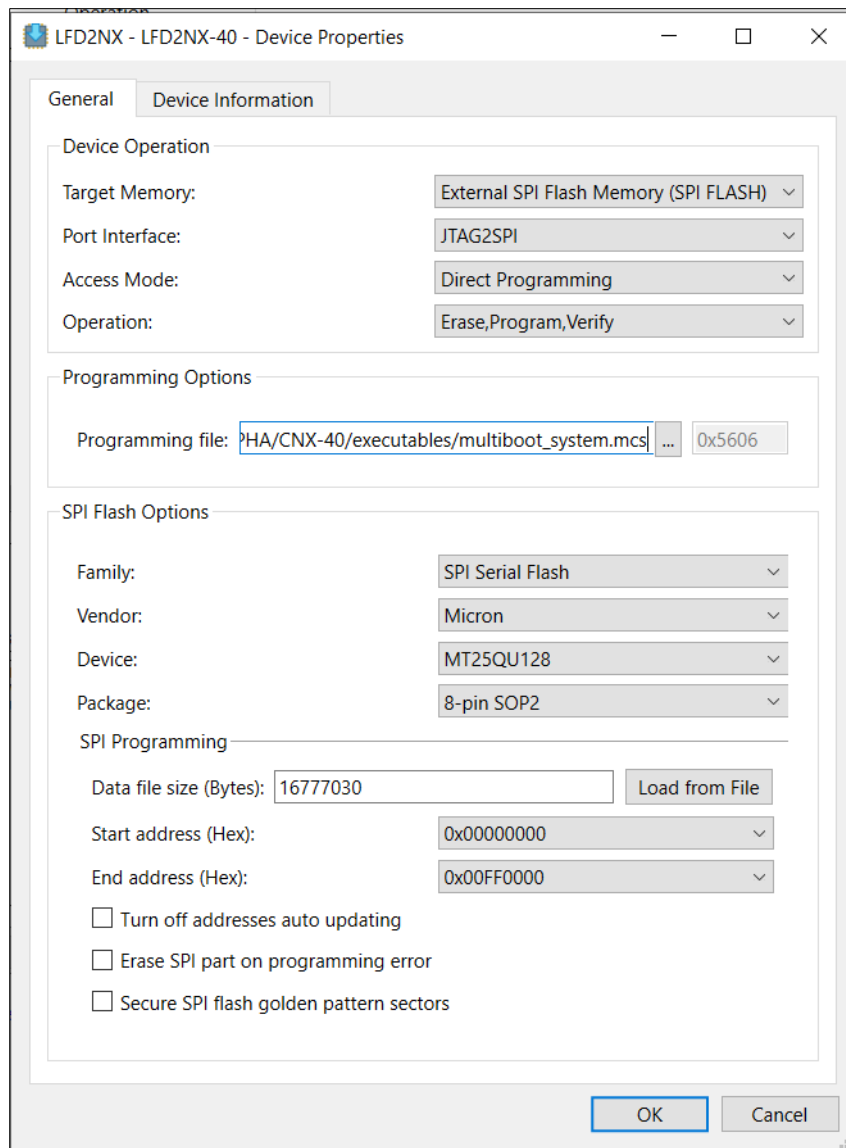 LFD2NX - LFD2NX-40 - Device Properties
General Device Information
Device Operation
Target Memory: External SPI Flash Memory (SPI FLASH)
Port Interface: JTAG2SPI
Access Mode: Direct Programming
Operation: Erase,Program,Verify
Programming Options
Programming file: PHA/CNX-40/executables/multiboot_system.mcs ... 0x5606
SPI Flash Options
Family: SPI Serial Flash
Vendor: Micron
Device: MT25QU128
Package: 8-pin SOP2
SPI Programming
Data file size (Bytes): 16777030 Load from File
Start address (Hex): 0x00000000
End address (Hex): 0x00FF0000
Turn off addresses auto updating
Erase SPI part on programming error
Secure SPI flash golden pattern sectors
OK Cancel